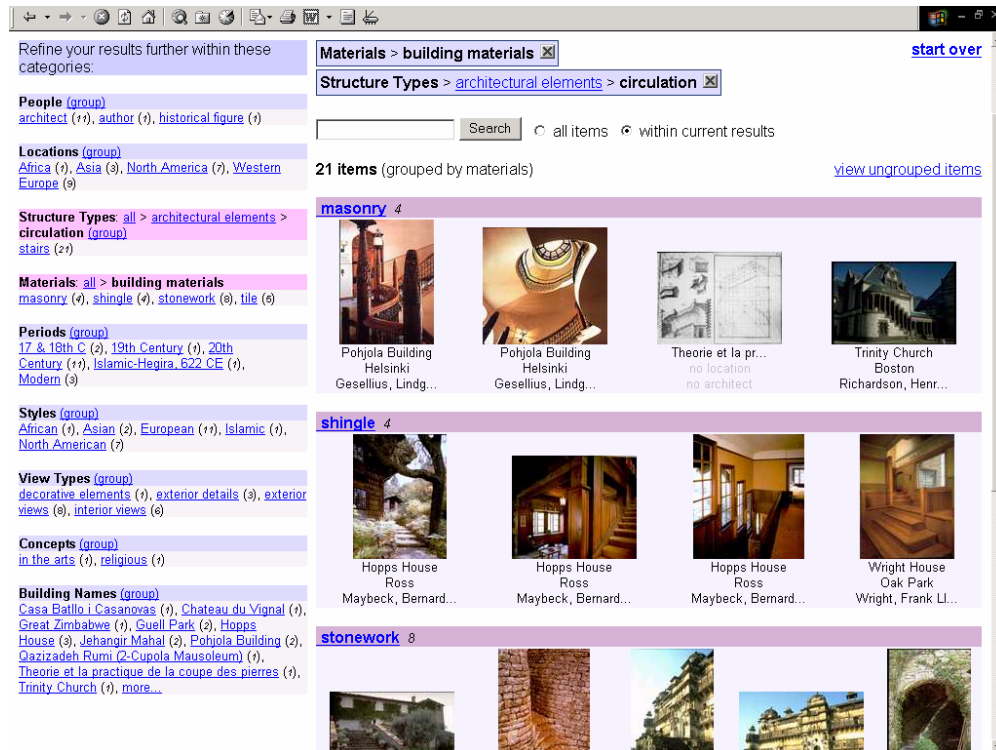 Refine your results further within these
categories:
People (group)
architect (11), author (1), historical figure (1)
Locations (group)
Africa (1), Asia (3), North America (7), Western
Europe (9)
Structure Types: all > architectural elements >
circulation (group)
stairs (21)
Materials: all > building materials
masonry (4), shingle (4), stonework (8), tile (5)
Periods (group)
17 & 18th C (2), 19th Century (1), 20th
Century (11), Islamic-Hegira, 622 CE (1),
Modern (3)
Styles (group)
African (1), Asian (2), European (11), Islamic (1),
North American (7)
View Types (group)
decorative elements (1), exterior details (3), exterior
views (8), interior views (6)
Concepts (group)
in the arts (1), religious (1)
Building Names (group)
Casa Batllo i Casanovas (1), Chateau du Vignal (1),
Great Zimbabwe (1), Guell Park (2), Hopps
House (3), Jehangir Mahal (2), Pohjola Building (2),
Qazizadeh Rumi (2-Cupola Mausoleum) (1),
Theorie et la practique de la coupe des pierres (1),
Trinity Church (1), more...
Materials > building materials
start over
Structure Types > architectural elements > circulation
Search all items within current results
21 items (grouped by materials) view ungrouped items
masonry 4
Pohjola Building Pohjola Building Theorie et la pr... Trinity Church
Helsinki Helsinki no location Boston
Gesellius, Lindg... Gesellius, Lindg... no architect Richardson, Henr...
shingle 4
Hopps House Hopps House Hopps House Wright House
Ross Ross Ross Oak Park
Maybeck, Bernard... Maybeck, Bernard... Maybeck, Bernard... Wright, Frank Ll...
stonework 8